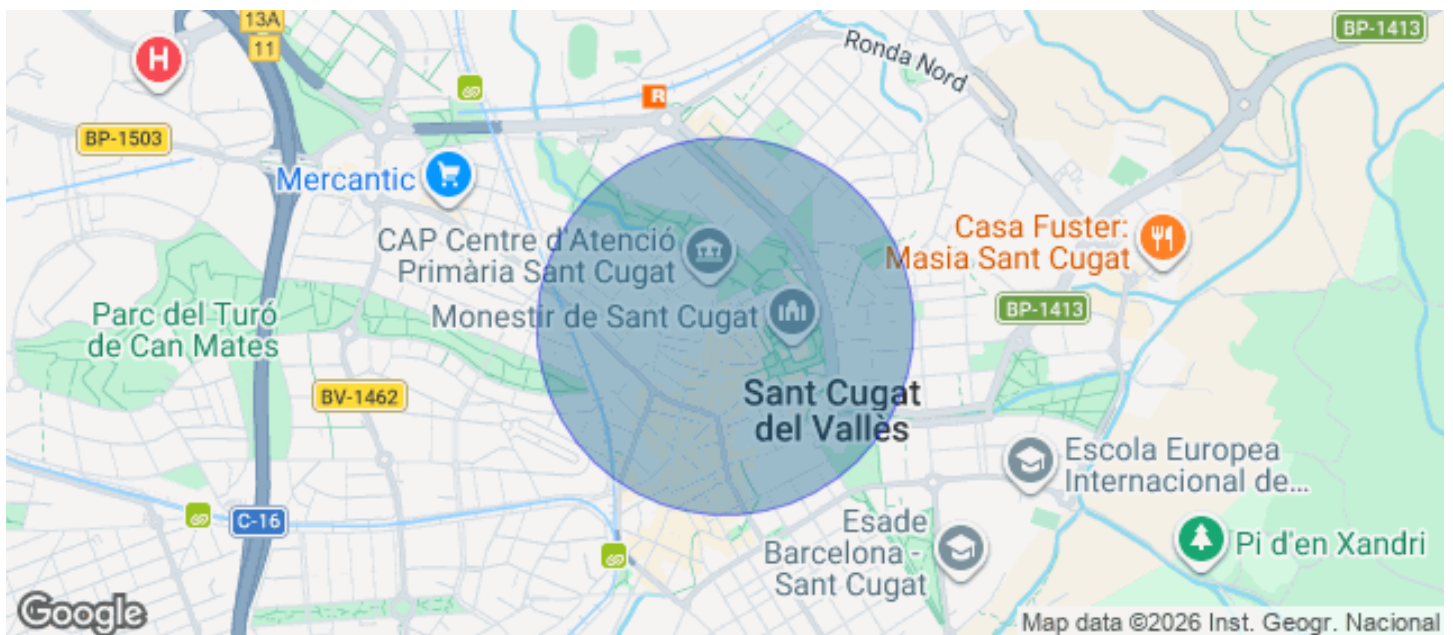 13A
11
BP-1413
Ronda Nord
H
R
BP-1503
Mercantic
CAP Centre d'Atenció
Primària Sant Cugat
Casa Fuster:
Masia Sant Cugat
Monestir de Sant Cugat
BP-1413
Parc del Turó
de Can Mates
BV-1462
Sant Cugat
del Vallès
Escola Europea
Internacional de...
C-16
Esade
Barcelona -
Sant Cugat
Pi d'en Xandri
Google
Map data ©2026 Inst. Geogr. Nacional